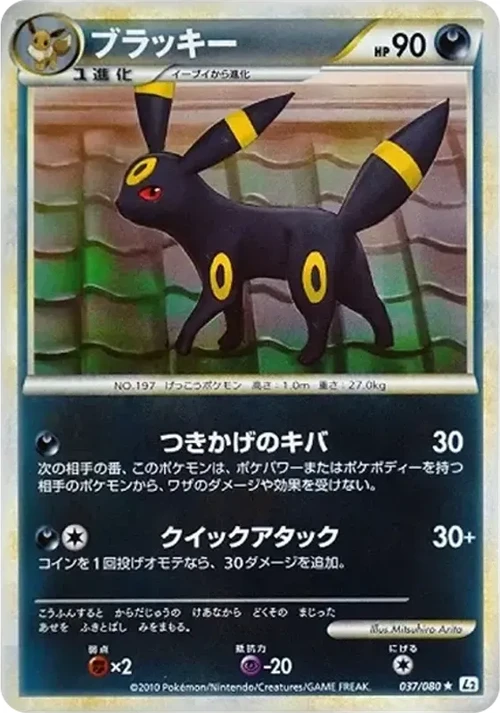 ブラッキー HP 90
1進化 イーブイから進化
NO.197 げっこうポケモン 高さ:1.0m 重さ:27.0kg
つきかげのキバ 30
次の相手の番、このポケモンは、ポケパワーまたはポケボディーを持つ
相手のポケモンから、ワザのダメージや効果を受けない。
クイックアタック 30+
コインを1回投げオモテなら、30ダメージを追加。
こうふんすると からだじゅうの けあなから どくその まじった
あせを ふきとばし みをまもる。
Illus.Mitsuhiro Arita
弱点 抵抗力 にげる
×2 -20
©2010 Pokémon/Nintendo/Creatures/GAME FREAK. 037/080 ★ L2